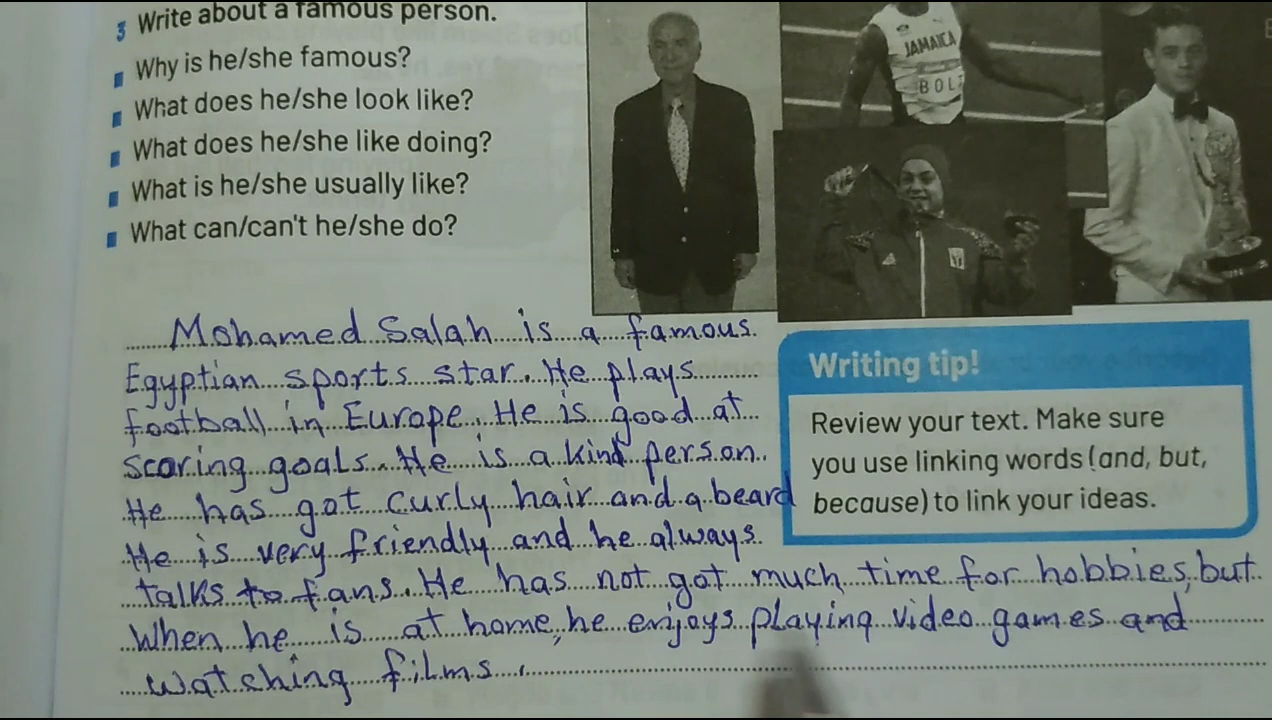 3 Write about a famous person.
Why is he/she famous?
What does he/she look like?
What does he/she like doing?
What is he/she usually like?
What can/can't he/she do?
JAMAICA
BOLT
Mohamed Salah is a famous
Egyptian sports star. He plays
football in Europe. He is good at
scoring goals. He is a kind person.
He has got curly hair and a beard
He is very friendly and he always
talks to fans. He has not got much time for hobbies, but
when he is at home, he enjoys playing video games and
watching films.
Writing tip!
Review your text. Make sure
you use linking words (and, but,
because) to link your ideas.